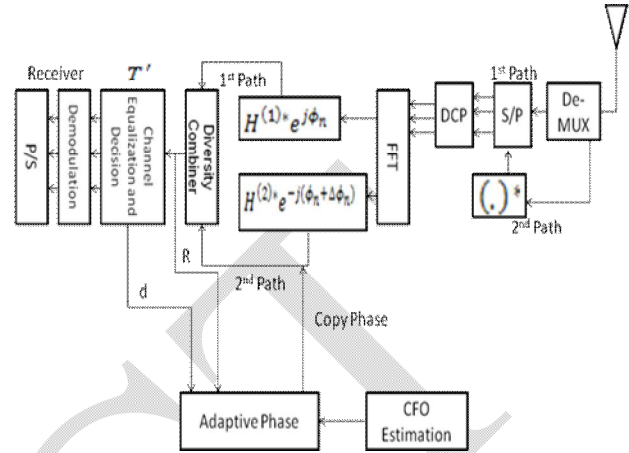 Receiver
T'
P/S
Demodulation
Channel
Equalization and
Decision
Diversity
Combiner
1st Path
H^(1)* e^jϕn
H^(2)* e^-j(ϕn+Δϕn)
FFT
DCP
1st Path
S/P
De-
MUX
(.)*
2nd Path
R
2nd Path
d
Copy Phase
Adaptive Phase
CFO
Estimation